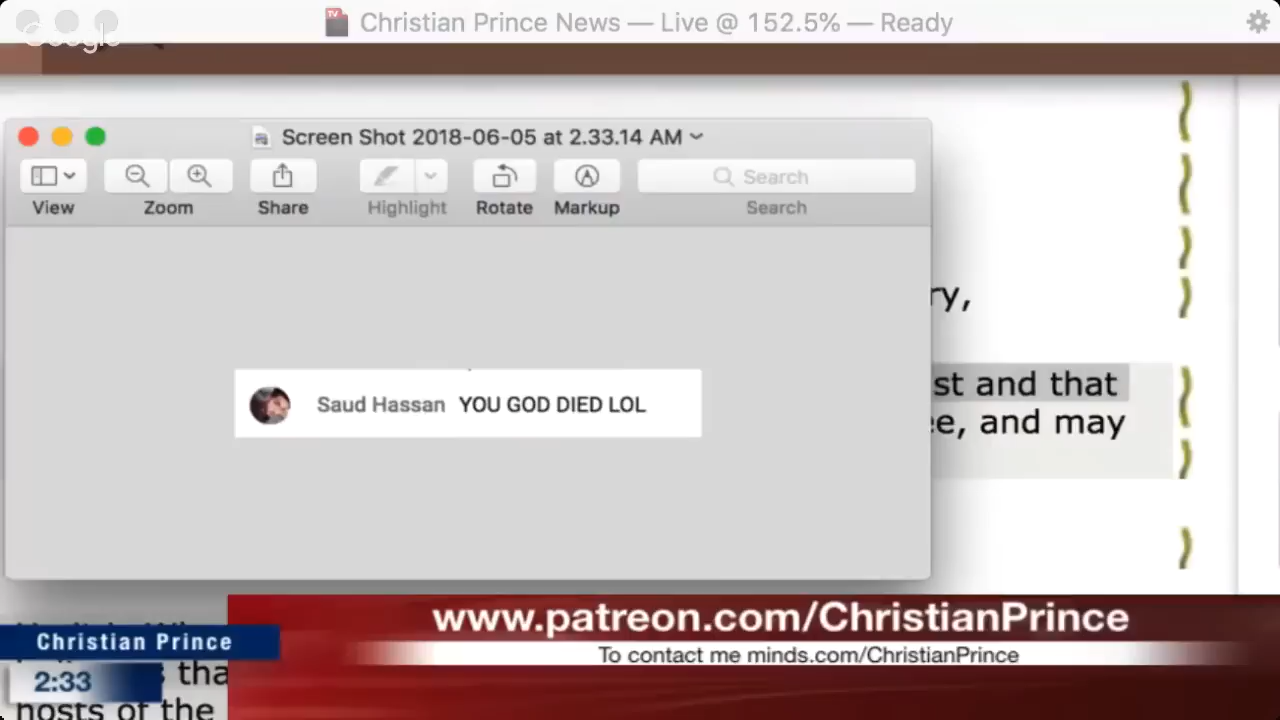 Christian Prince News — Live @ 152.5% — Ready
Google
Screen Shot 2018-06-05 at 2.33.14 AM
View
Zoom
Share
Highlight
Rotate
Markup
Search
Search
ry,
Saud Hassan YOU GOD DIED LOL
st and that
ee, and may
www.patreon.com/ChristianPrince
To contact me minds.com/ChristianPrince
Christian Prince
2:33
tha
hosts of the